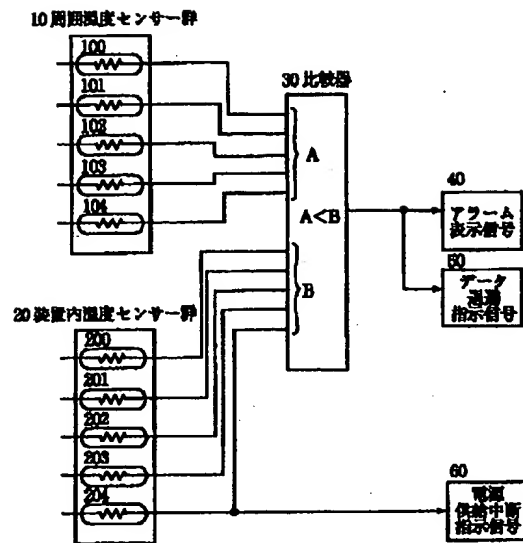 10 周囲温度センサー群
100
101
102
103
104
30 比較器
A
A<B
B
40
アラーム
表示信号
50
データ
退避
指示信号
20 装置内温度センサー群
200
201
202
203
204
60
電源
供給中断
指示信号